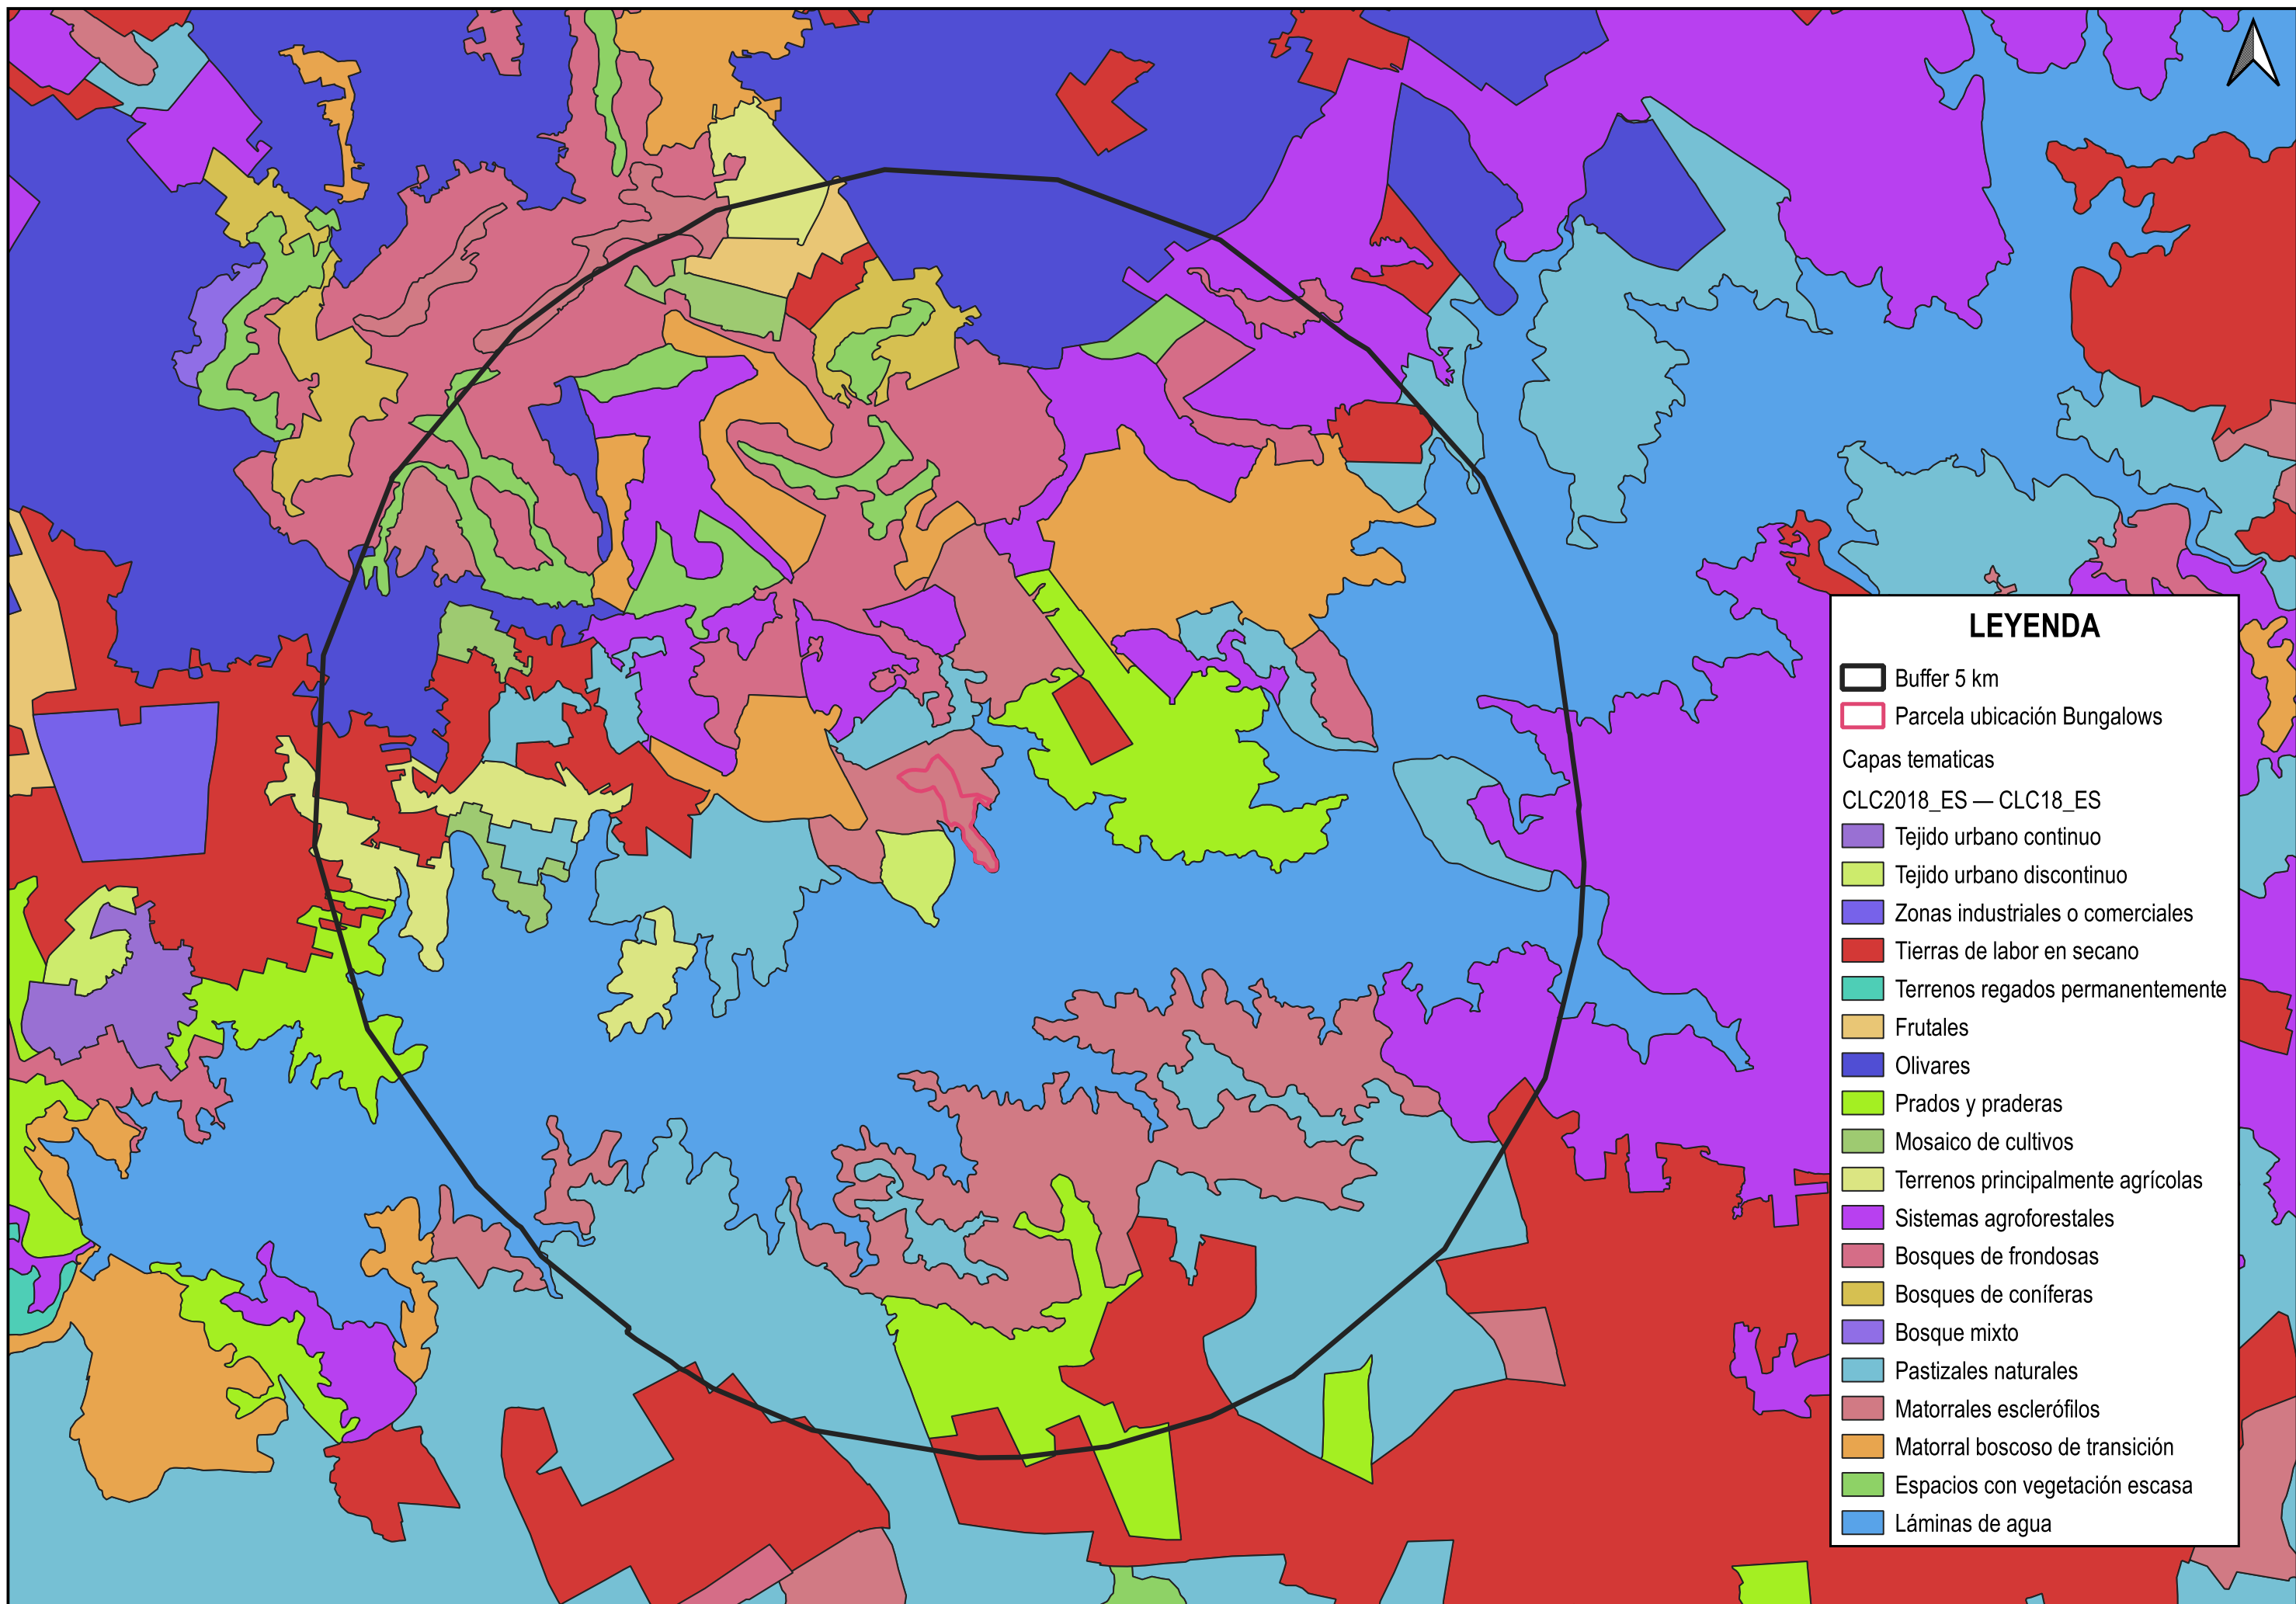 LEYENDA
Buffer 5 km
Parcela ubicación Bungalows
Capas tematicas
CLC2018_ES — CLC18_ES
Tejido urbano continuo
Tejido urbano discontinuo
Zonas industriales o comerciales
Tierras de labor en secano
Terrenos regados permanentemente
Frutales
Olivares
Prados y praderas
Mosaico de cultivos
Terrenos principalmente agrícolas
Sistemas agroforestales
Bosques de frondosas
Bosques de coníferas
Bosque mixto
Pastizales naturales
Matorrales esclerófilos
Matorral boscoso de transición
Espacios con vegetación escasa
Láminas de agua